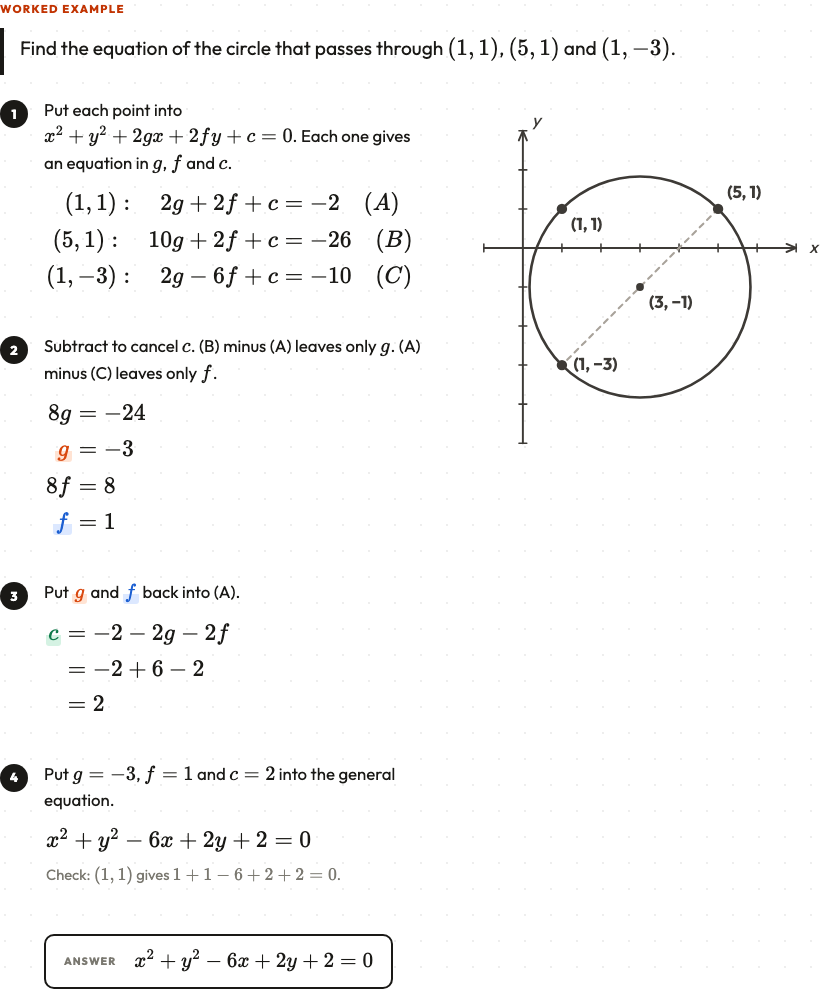 WORKED EXAMPLE
Find the equation of the circle that passes through (1, 1), (5, 1) and (1, −3).
1
Put each point into
x² + y² + 2gx + 2fy + c = 0. Each one gives
an equation in g, f and c.
(1, 1) : 2g + 2f + c = −2 (A)
(5, 1) : 10g + 2f + c = −26 (B)
(1, −3) : 2g − 6f + c = −10 (C)
2
Subtract to cancel c. (B) minus (A) leaves only g. (A)
minus (C) leaves only f.
8g = −24
g = −3
8f = 8
f = 1
3
Put g and f back into (A).
c = −2 − 2g − 2f
= −2 + 6 − 2
= 2
4
Put g = −3, f = 1 and c = 2 into the general
equation.
x² + y² − 6x + 2y + 2 = 0
Check: (1, 1) gives 1 + 1 − 6 + 2 + 2 = 0.
ANSWER x² + y² − 6x + 2y + 2 = 0
y
(5, 1)
(1, 1)
x
(3, −1)
(1, −3)